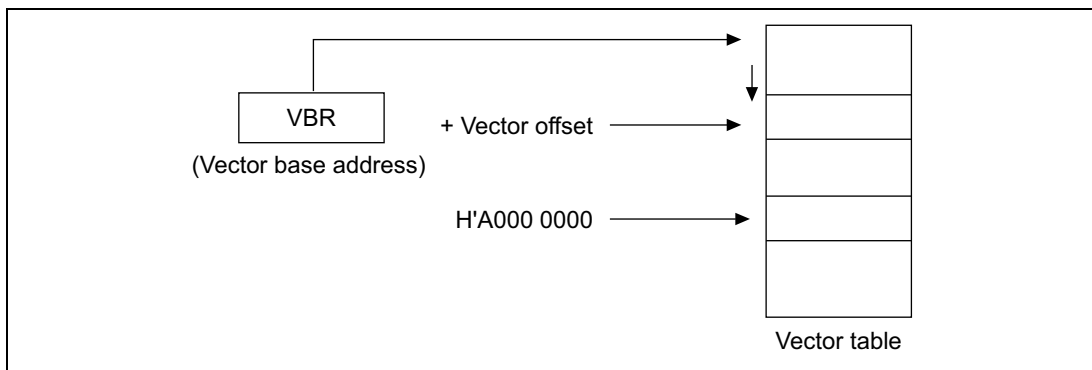 VBR
+ Vector offset
(Vector base address)
H'A000 0000
Vector table